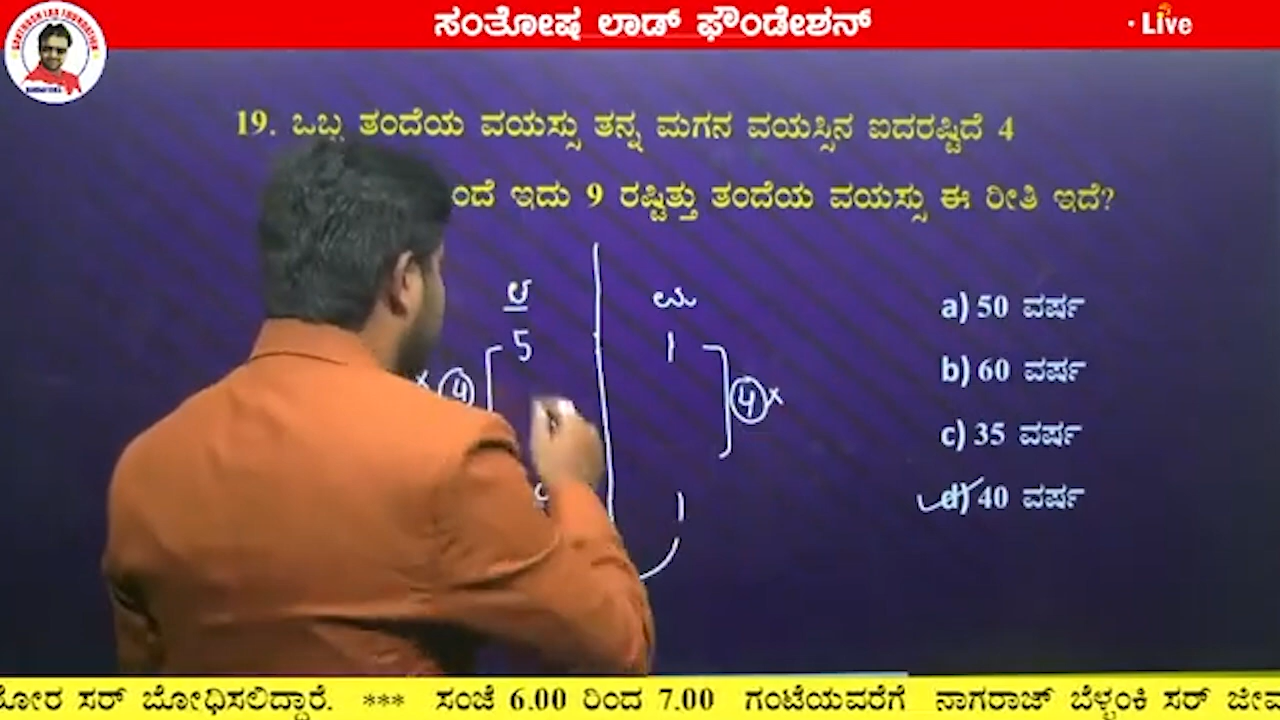 ಸಂತೋಷ ಲಾಡ್ ಫೌಂಡೇಶನ್
Live
19. ಒಬ್ಬ ತಂದೆಯ ವಯಸ್ಸು ತನ್ನ ಮಗನ ವಯಸ್ಸಿನ ಐದರಷ್ಟಿದೆ 4
ಇದು 9 ರಷ್ಟಿತ್ತು ತಂದೆಯ ವಯಸ್ಸು ಈ ರೀತಿ ಇದೆ?
ಮ
5 1
4 4 x
1
a) 50 ವರ್ಷ
b) 60 ವರ್ಷ
c) 35 ವರ್ಷ
d) 40 ವರ್ಷ
ಸರ್ ಬೋಧಿಸಲಿದ್ದಾರೆ. *** ಸಂಜೆ 6.00 ರಿಂದ 7.00 ಗಂಟೆಯವರೆಗೆ ನಾಗರಾಜ್ ಬೆಳ್ಳಂಕಿ ಸರ್